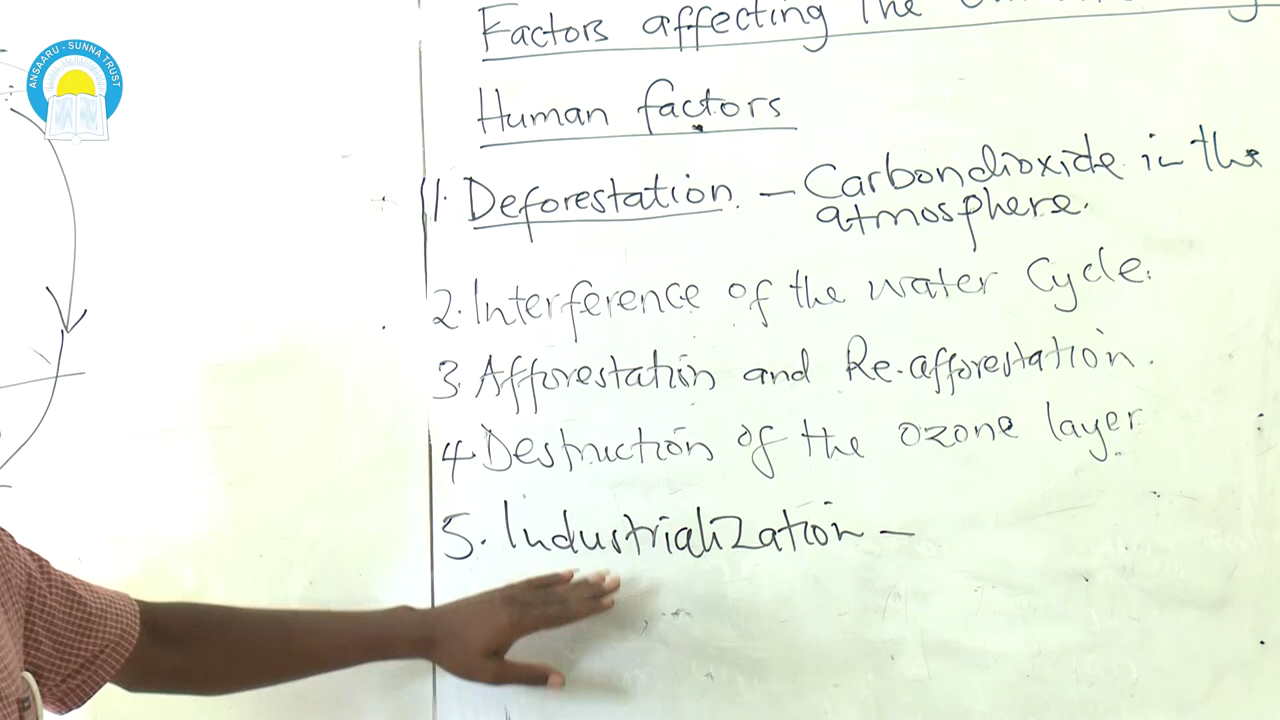 ANSAARU - SUNNA TRUST
Factors affecting The
Human factors
1. Deforestation. - Carbondioxide in the
atmosphere.
2. Interference of the water Cycle.
3. Afforestation and Re-afforestation.
4. Destruction of the ozone layer.
5. Industrialization -